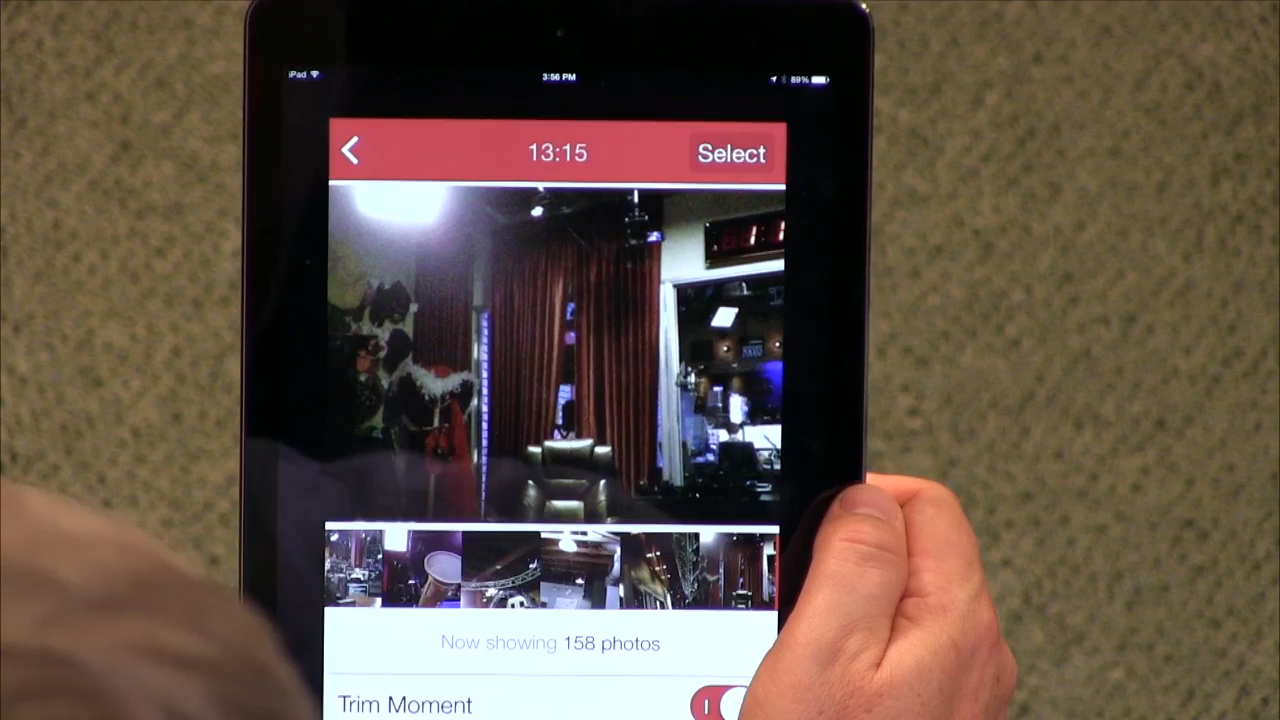 iPad
3:56 PM
89%
13:15
Select
Now showing 158 photos
Trim Moment